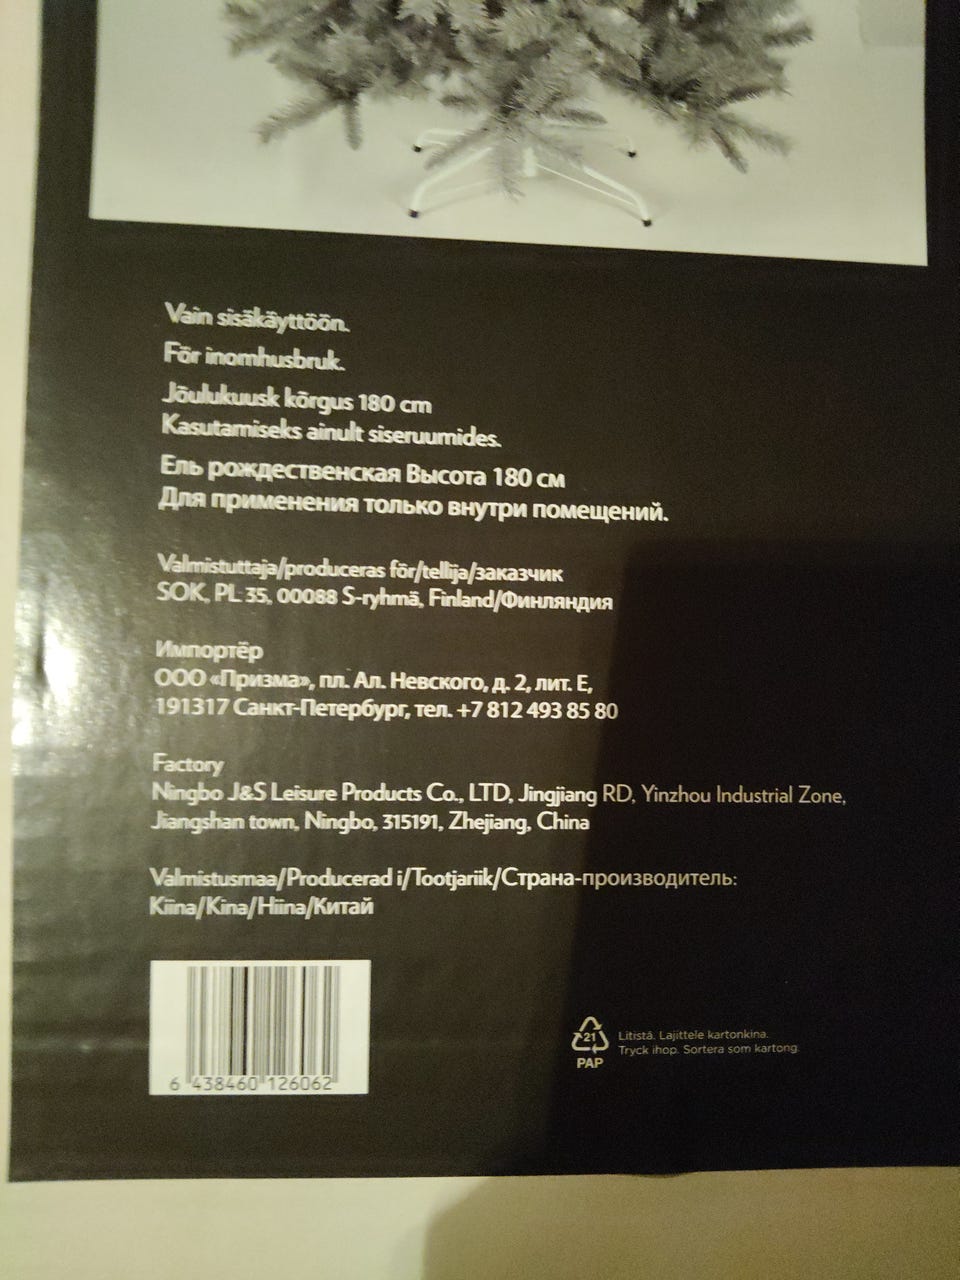 Vain sisäkäyttöön.
För inomhusbruk.
Jõulukuusk kõrgus 180 cm
Kasutamiseks ainult siseruumides.
Ель рождественская Высота 180 см
Для применения только внутри помещений.
Valmistuttaja/produceras för/tellija/заказчик
SOK, PL 35, 00088 S-ryhmä, Finland/Финляндия
Импортёр
ООО «Призма», пл. Ал. Невского, д. 2, лит. Е,
191317 Санкт-Петербург, тел. +7 812 493 85 80
Factory
Ningbo J&S Leisure Products Co., LTD, Jingjiang RD, Yinzhou Industrial Zone,
Jiangshan town, Ningbo, 315191, Zhejiang, China
Valmistusmaa/Producerad i/Tootjariik/Страна-производитель:
Kiina/Kina/Hiina/Китай
6 438460 126062
21
PAP
Litistä. Lajittele kartonkina.
Tryck ihop. Sortera som kartong.